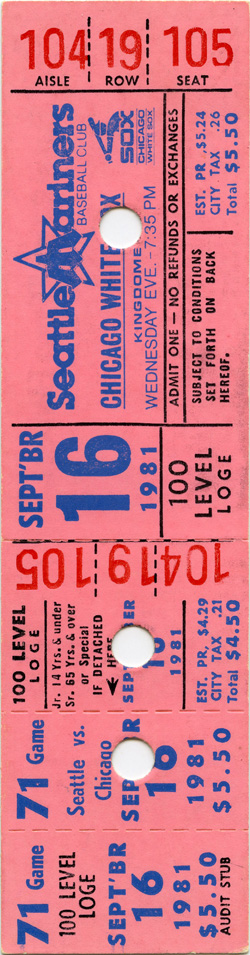 104 19 105
AISLE ROW SEAT
Seattle Mariners
BASEBALL CLUB
CHICAGO WHITE OX
SOX
CHICAGO
WHITE SOX
KINGDOME
WEDNESDAY EVE. - 7:35 PM
ADMIT ONE — NO REFUNDS OR EXCHANGES
SUBJECT TO CONDITIONS
SET FORTH ON BACK
HEREOF.
EST. PR. $5.24
CITY TAX .26
Total $5.50
SEPT'BR
16
1981
100
LEVEL
LOGE
105 19 104
100 LEVEL
LOGE
Jr. 14 Yrs. & under
Sr. 65 Yrs. & over
or Special
IF DETACHED
HERE
1981
EST. PR. $4.29
CITY TAX .21
Total $4.50
71 Game
Seattle vs.
Chicago
SEPT'BR
16
1981
$5.50
71 Game
100 LEVEL
LOGE
SEPT'BR
16
1981
$5.50
AUDIT STUB